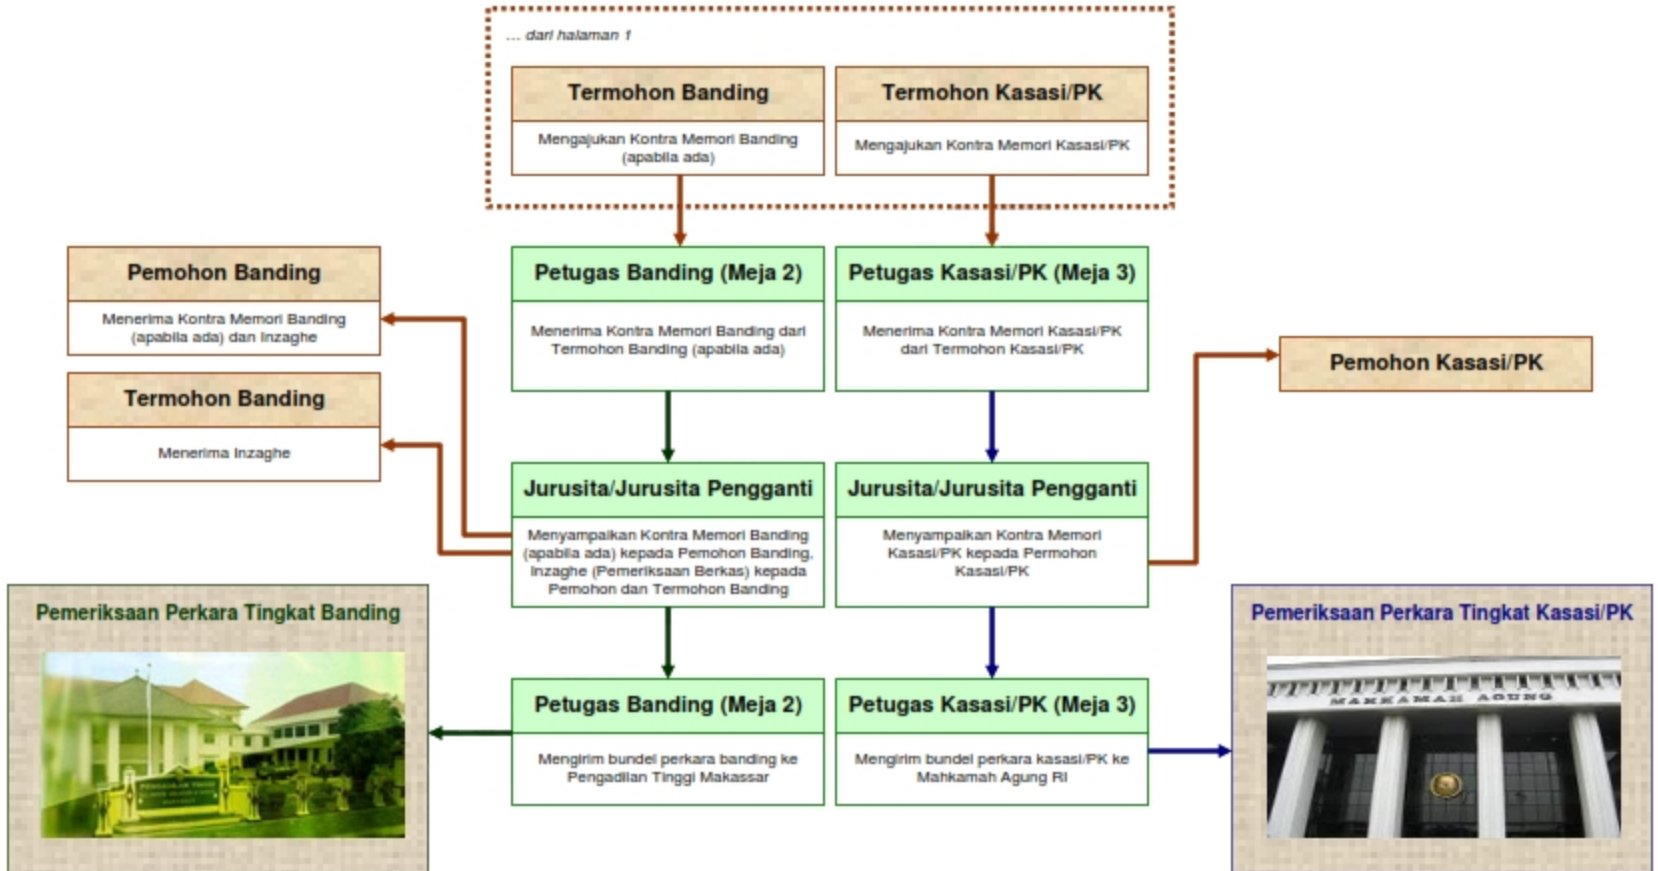 ... dari halaman 1
Termohon Banding
Mengajukan Kontra Memori Banding
(apabila ada)
Termohon Kasasi/PK
Mengajukan Kontra Memori Kasasi/PK
Pemohon Banding
Menerima Kontra Memori Banding
(apabila ada) dan Inzaghe
Termohon Banding
Menerima Inzaghe
Petugas Banding (Meja 2)
Menerima Kontra Memori Banding dari
Termohon Banding (apabila ada)
Petugas Kasasi/PK (Meja 3)
Menerima Kontra Memori Kasasi/PK
dari Termohon Kasasi/PK
Pemohon Kasasi/PK
Jurusita/Jurusita Pengganti
Menyampaikan Kontra Memori Banding
(apabila ada) kepada Pemohon Banding,
Inzaghe (Pemeriksaan Berkas) kepada
Pemohon dan Termohon Banding
Jurusita/Jurusita Pengganti
Menyampaikan Kontra Memori
Kasasi/PK kepada Permohon
Kasasi/PK
Pemeriksaan Perkara Tingkat Banding
PENGADILAN TINGGI
Petugas Banding (Meja 2)
Mengirim bundel perkara banding ke
Pengadilan Tinggi Makassar
Petugas Kasasi/PK (Meja 3)
Mengirim bundel perkara kasasi/PK ke
Mahkamah Agung RI
Pemeriksaan Perkara Tingkat Kasasi/PK
MAHKAMAH AGUNG